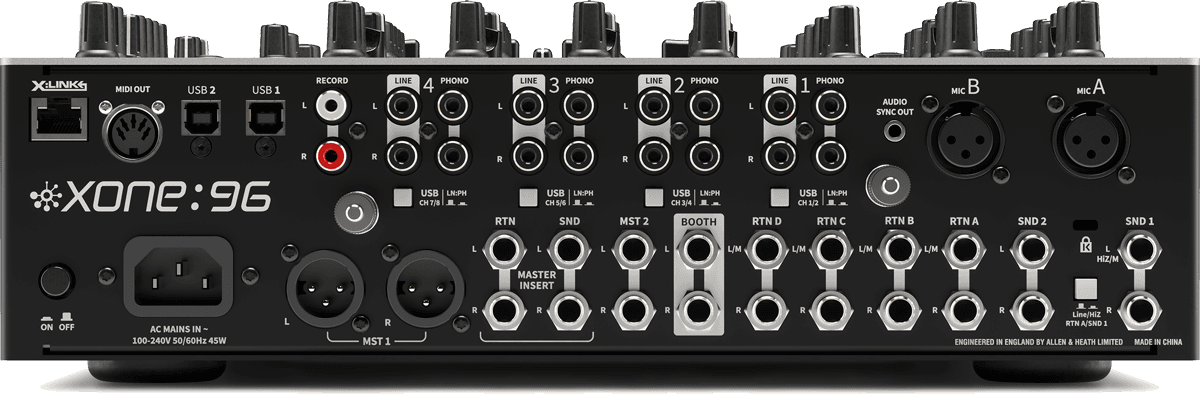 X:LINK
MIDI OUT
USB 2
USB 1
RECORD
L
R
LINE 4 PHONO
L
R
LINE 3 PHONO
L
R
LINE 2 PHONO
L
R
LINE 1 PHONO
L
R
AUDIO
SYNC OUT
MIC B
MIC A
XONE:96
USB
CH 7/8
LN:PH
USB
CH 5/6
LN:PH
USB
CH 3/4
LN:PH
USB
CH 1/2
LN:PH
RTN
SND
MST 2
BOOTH
RTN D
RTN C
RTN B
RTN A
SND 2
SND 1
L
L
L
L
L/M
L/M
L/M
L/M
L
L
HiZ/M
MASTER
INSERT
R
R
R
R
R
R
R
R
R
R
K
Line/HiZ
RTN A/SND 1
ON OFF
AC MAINS IN ~
100-240V 50/60Hz 45W
L
R
MST 1
ENGINEERED IN ENGLAND BY ALLEN & HEATH LIMITED
MADE IN CHINA